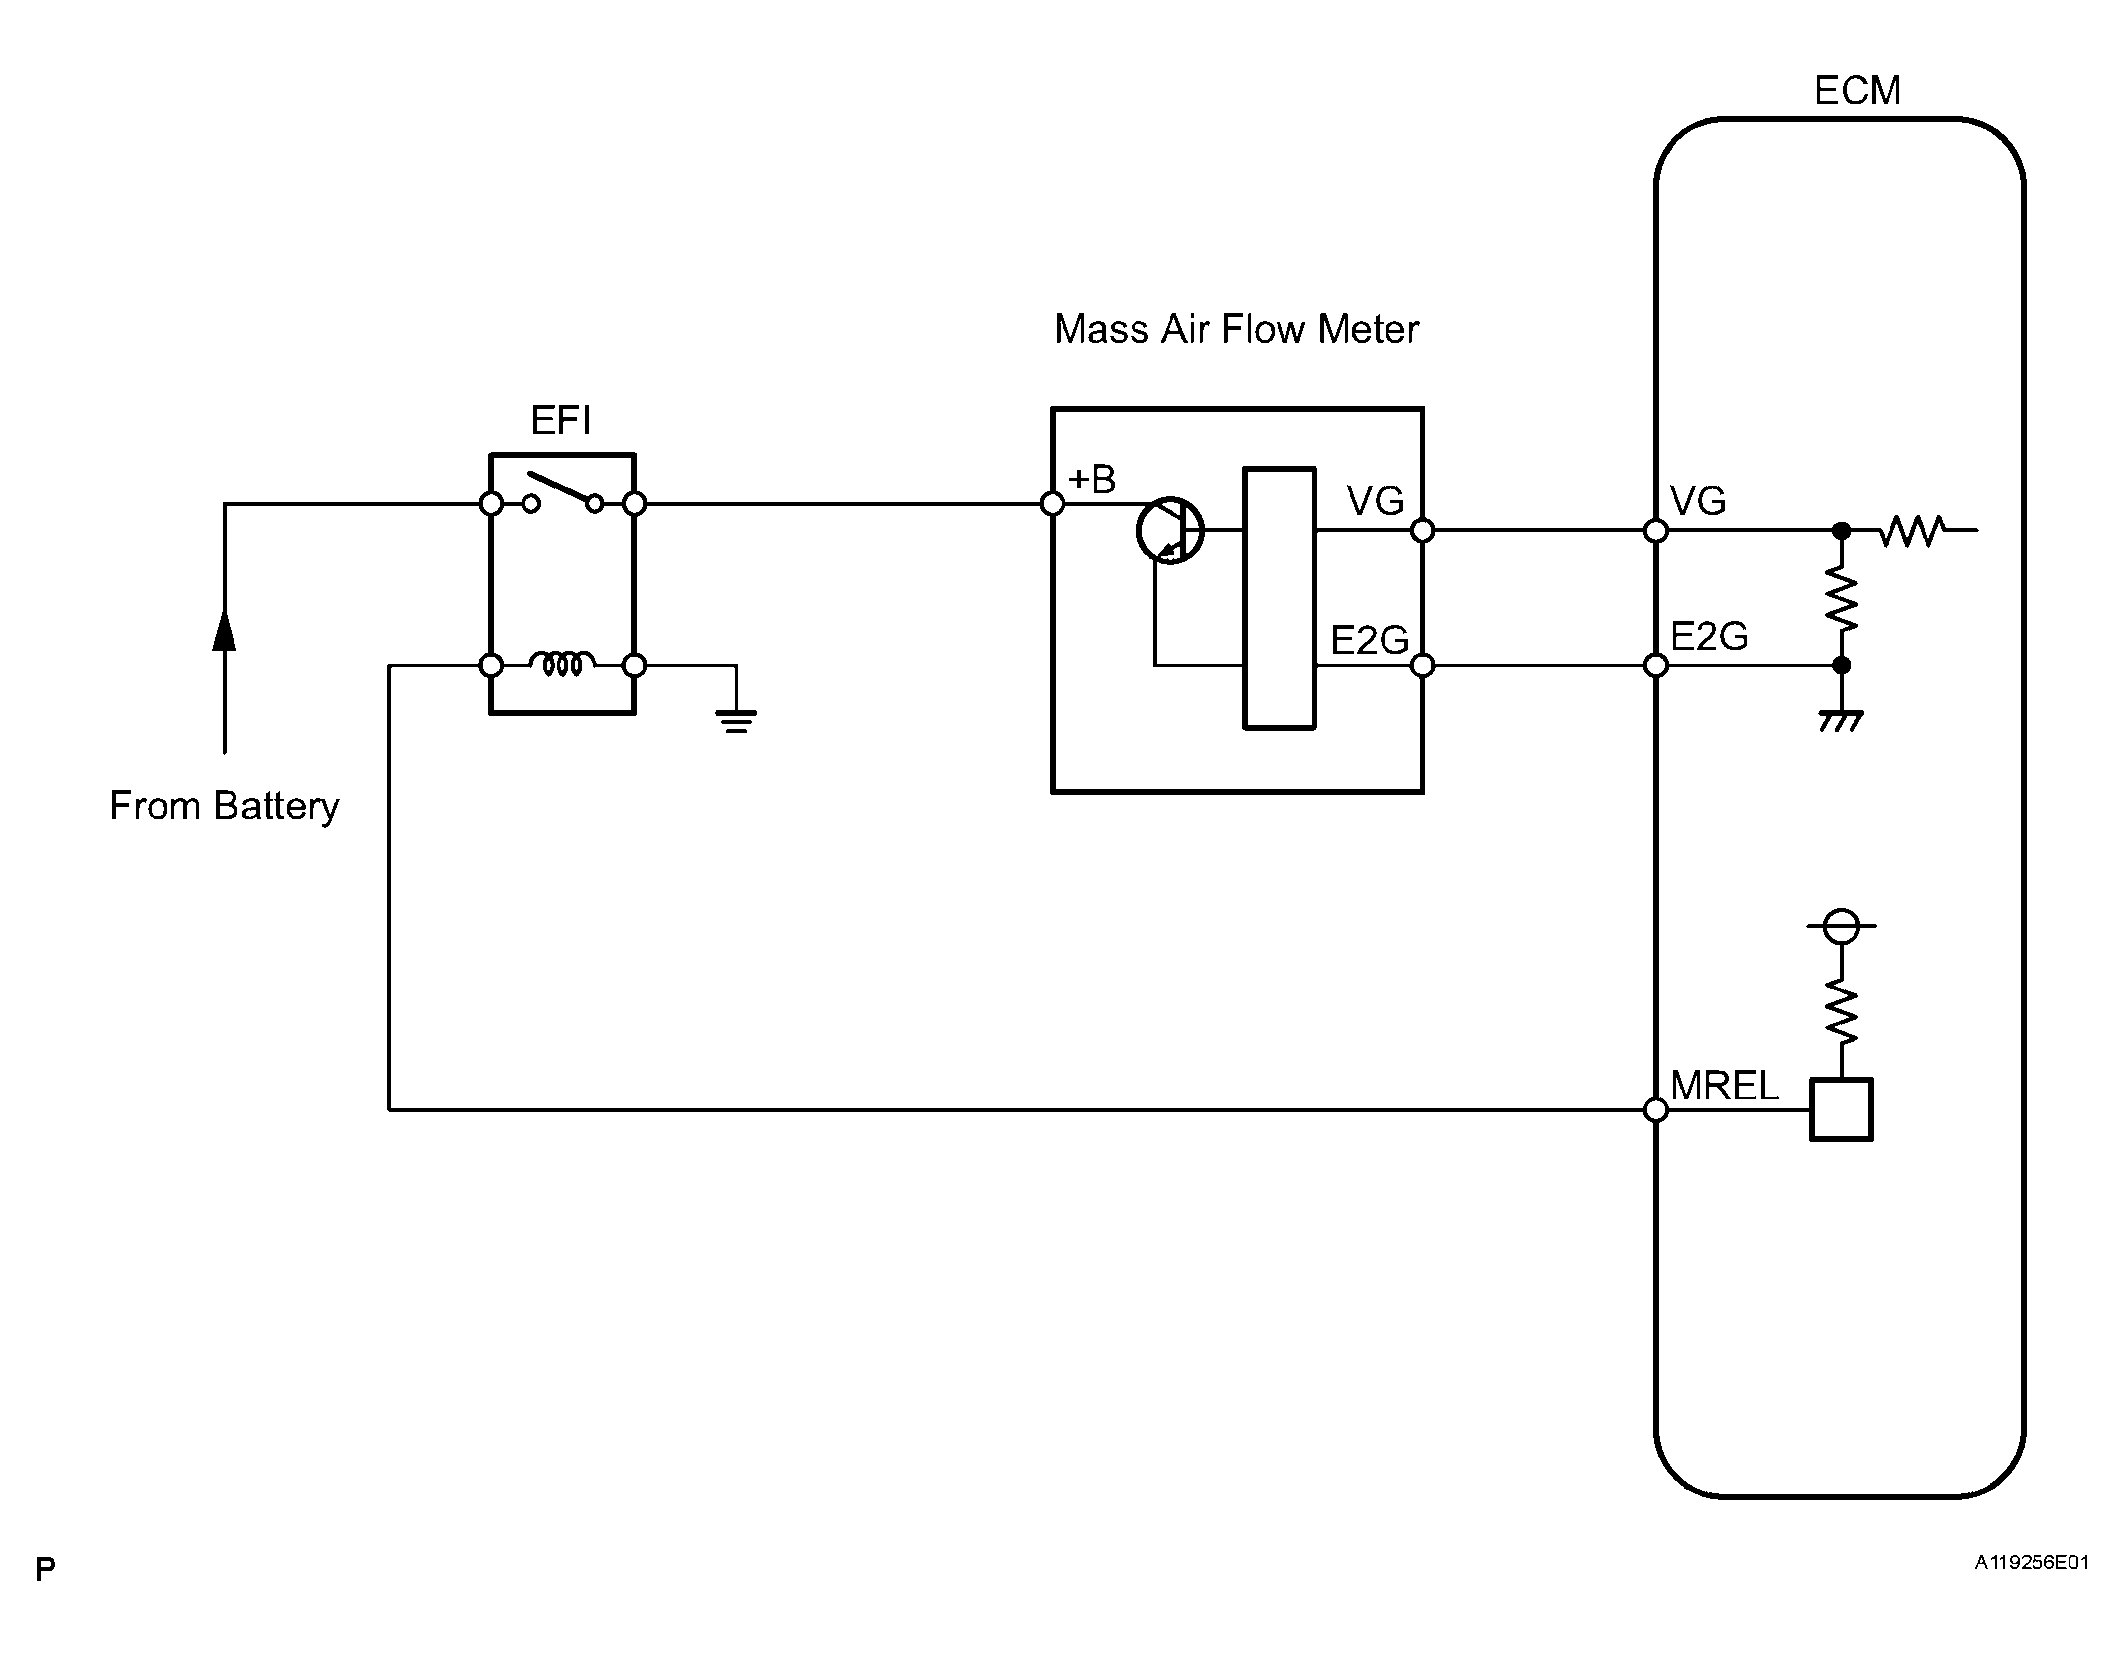 ECM
Mass Air Flow Meter
EFI
+B
VG
VG
E2G
E2G
From Battery
MREL
P
A119256E01